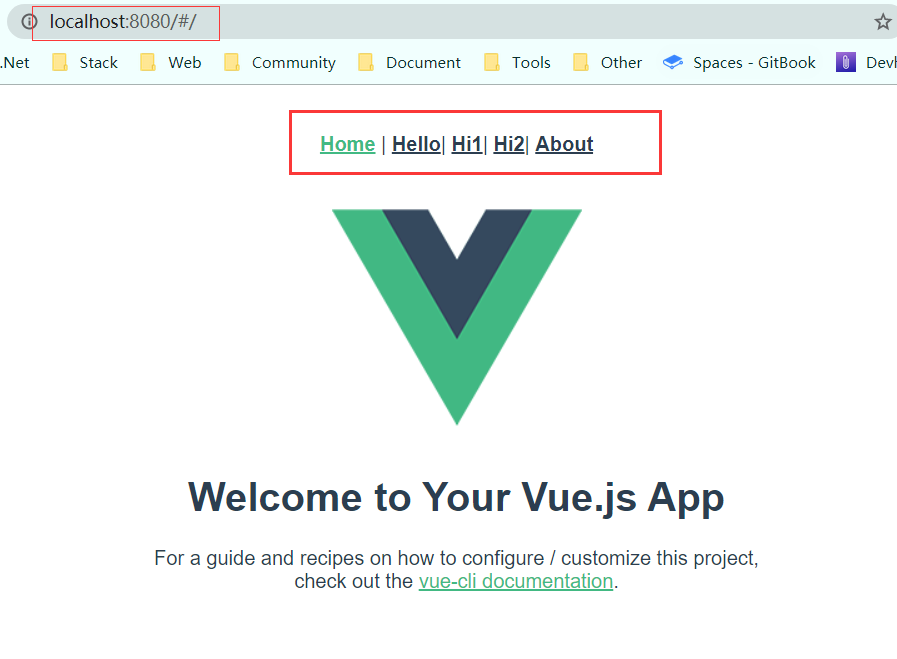 localhost:8080/#/
.Net Stack Web Community Document Tools Other Spaces - GitBook
Home | Hello| Hi1| Hi2| About
Welcome to Your Vue.js App
For a guide and recipes on how to configure / customize this project,
check out the vue-cli documentation.